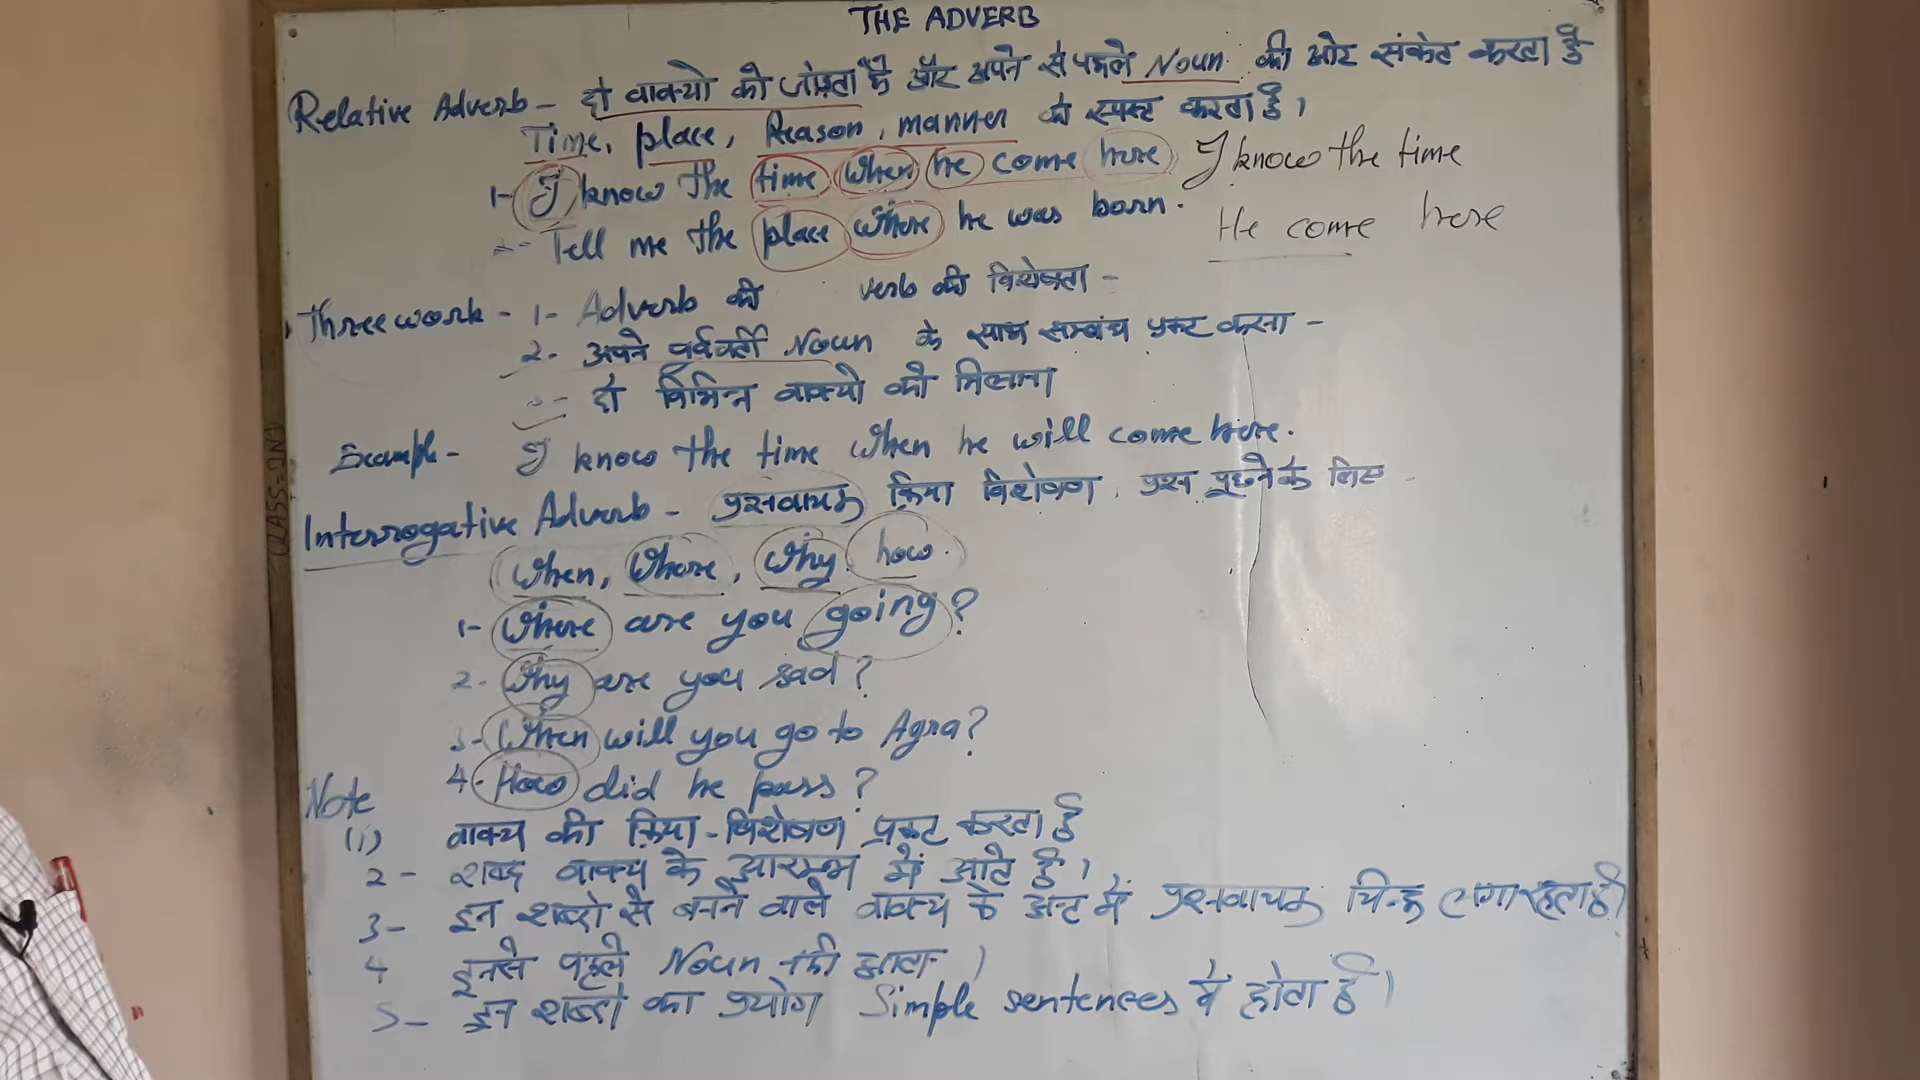 THE ADVERB
Relative Adverb - दो वाक्यो को जोड़ता है और अपने से पहले Noun की ओर संकेत करता है
Time, place, Reason, manner को स्पष्ट करता है।
1- I know the time when he come here I know the time
2- Tell me the place where he was born. He come here
Three work - 1- Adverb की verb की विशेषता -
2- अपने पूर्ववर्ती Noun के साथ सम्बंध प्रकट करना -
3- दो विभिन्न वाक्यो को मिलाना
Example- I know the time when he will come here.
Interrogative Adverb - प्रश्नवाचक क्रिया विशेषण, प्रश्न पूछने के लिए -
When, Where, Why, how.
1- Where are you going?
2- Why are you sad?
3- When will you go to Agra?
4- How did he pass?
Note
(i) वाक्य की क्रिया-विशेषण प्रकट करता है
2- शब्द वाक्य के आरम्भ में आते है।
3- इन शब्दो से बनने वाले वाक्य के अन्त में प्रश्नवाचक चिन्ह लगा रहता है।
4 इनसे पहले Noun नही आता।
5- इन शब्दो का प्रयोग Simple sentences में होता है।
CLASS-2ND